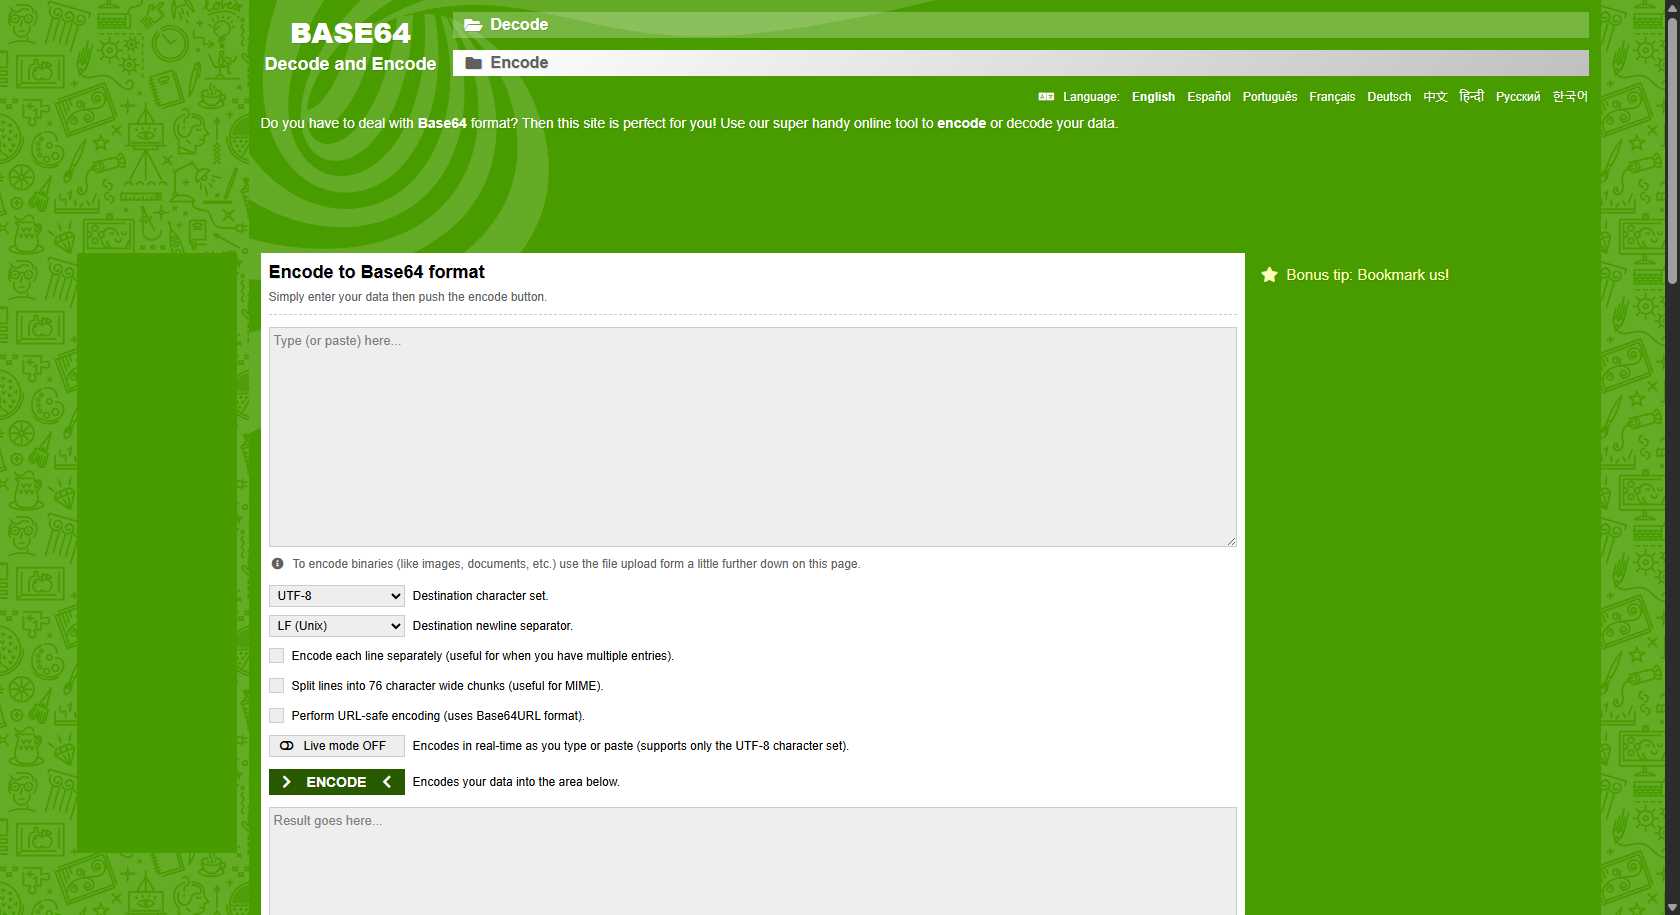 BASE64
Decode and Encode
Decode
Encode
Language: English Español Português Français Deutsch 中文 हिन्दी Русский 한국어
Do you have to deal with Base64 format? Then this site is perfect for you! Use our super handy online tool to encode or decode your data.
Encode to Base64 format
Simply enter your data then push the encode button.
Bonus tip: Bookmark us!
Type (or paste) here...
To encode binaries (like images, documents, etc.) use the file upload form a little further down on this page.
UTF-8 Destination character set.
LF (Unix) Destination newline separator.
Encode each line separately (useful for when you have multiple entries).
Split lines into 76 character wide chunks (useful for MIME).
Perform URL-safe encoding (uses Base64URL format).
Live mode OFF Encodes in real-time as you type or paste (supports only the UTF-8 character set).
ENCODE Encodes your data into the area below.
Result goes here...